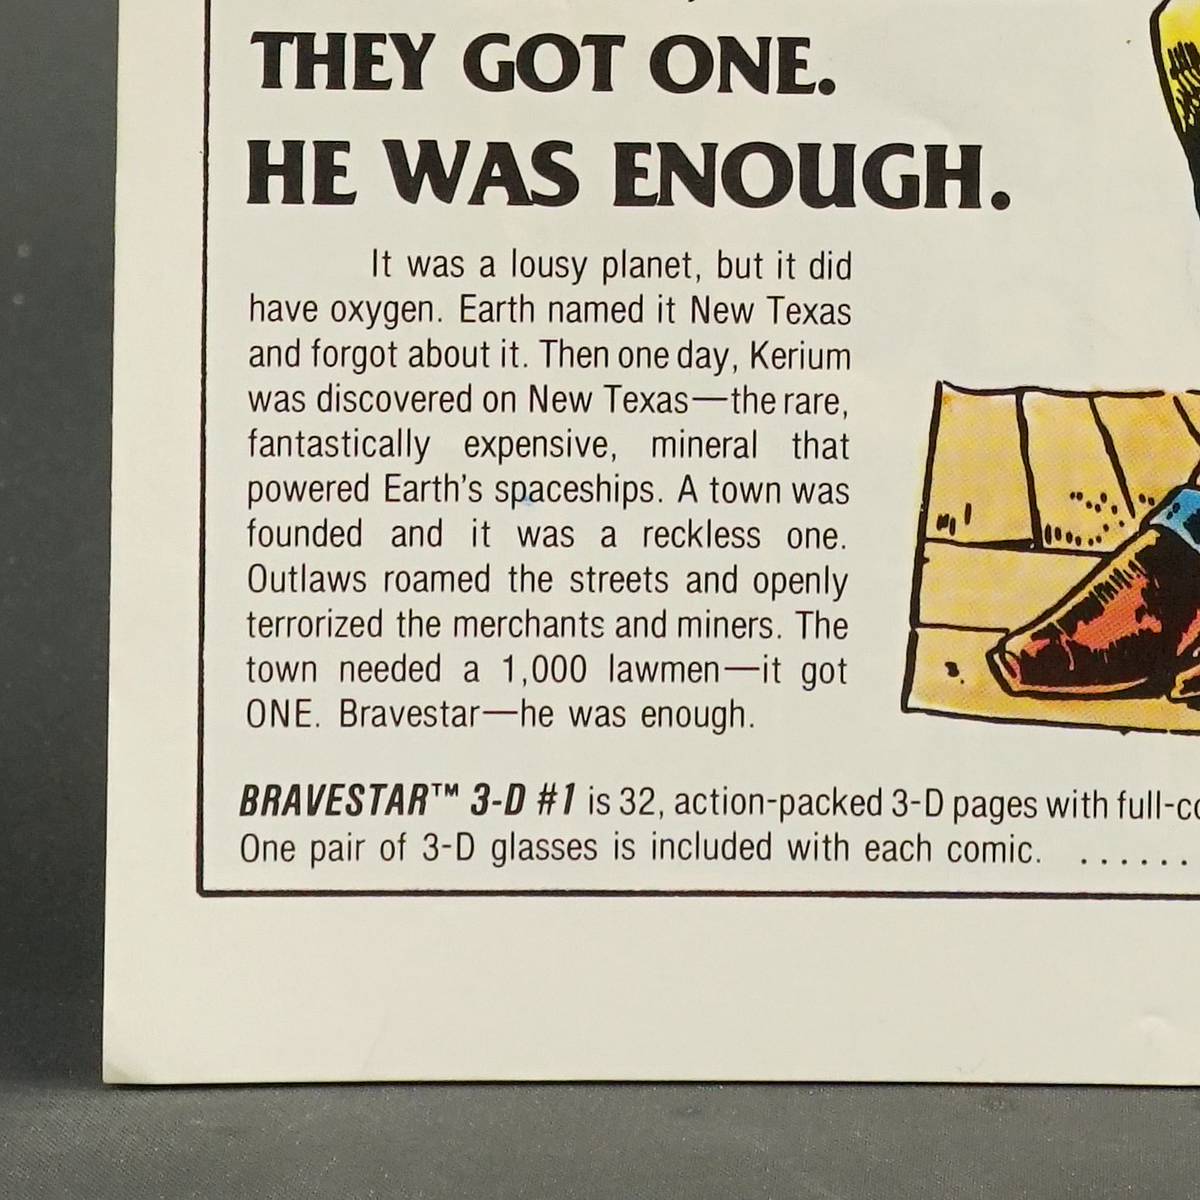 THEY GOT ONE.
HE WAS ENOUGH.
It was a lousy planet, but it did
have oxygen. Earth named it New Texas
and forgot about it. Then one day, Kerium
was discovered on New Texas—the rare,
fantastically expensive, mineral that
powered Earth's spaceships. A town was
founded and it was a reckless one.
Outlaws roamed the streets and openly
terrorized the merchants and miners. The
town needed a 1,000 lawmen—it got
ONE. Bravestar—he was enough.
BRAVESTAR™ 3-D #1 is 32, action-packed 3-D pages with full-co
One pair of 3-D glasses is included with each comic. ......